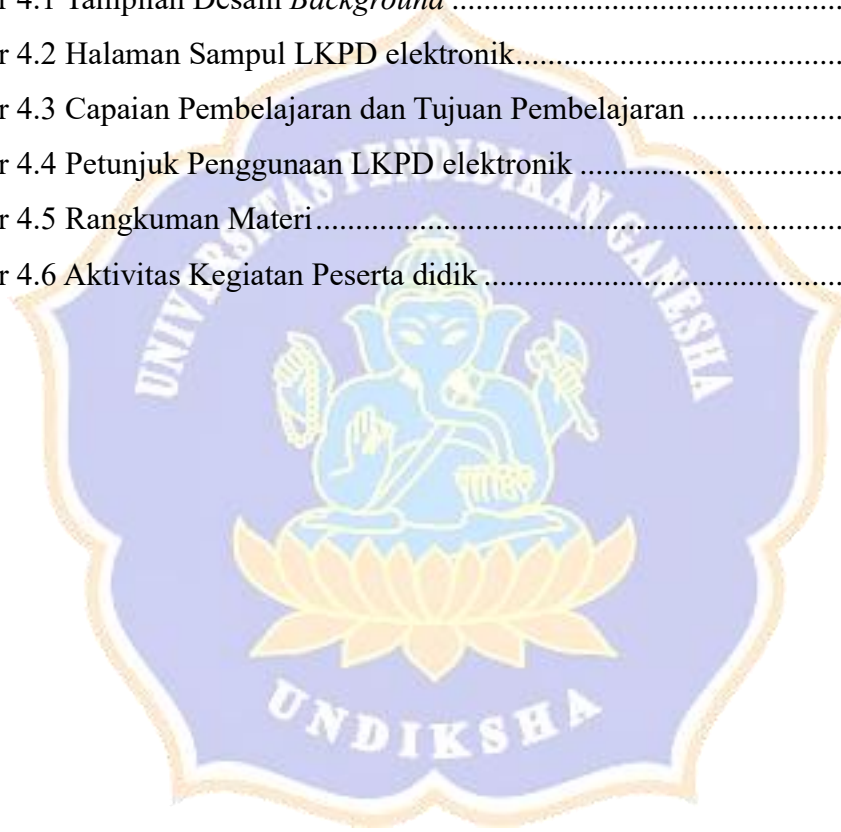 r 4.1 Tampilan Desain Background ................................................
r 4.2 Halaman Sampul LKPD elektronik........................................
r 4.3 Capaian Pembelajaran dan Tujuan Pembelajaran ...................
r 4.4 Petunjuk Penggunaan LKPD elektronik ................................
r 4.5 Rangkuman Materi.................................................................
r 4.6 Aktivitas Kegiatan Peserta didik ............................................
UNIVERSITAS PENDIDIKAN GANESHA
UNDIKSHA